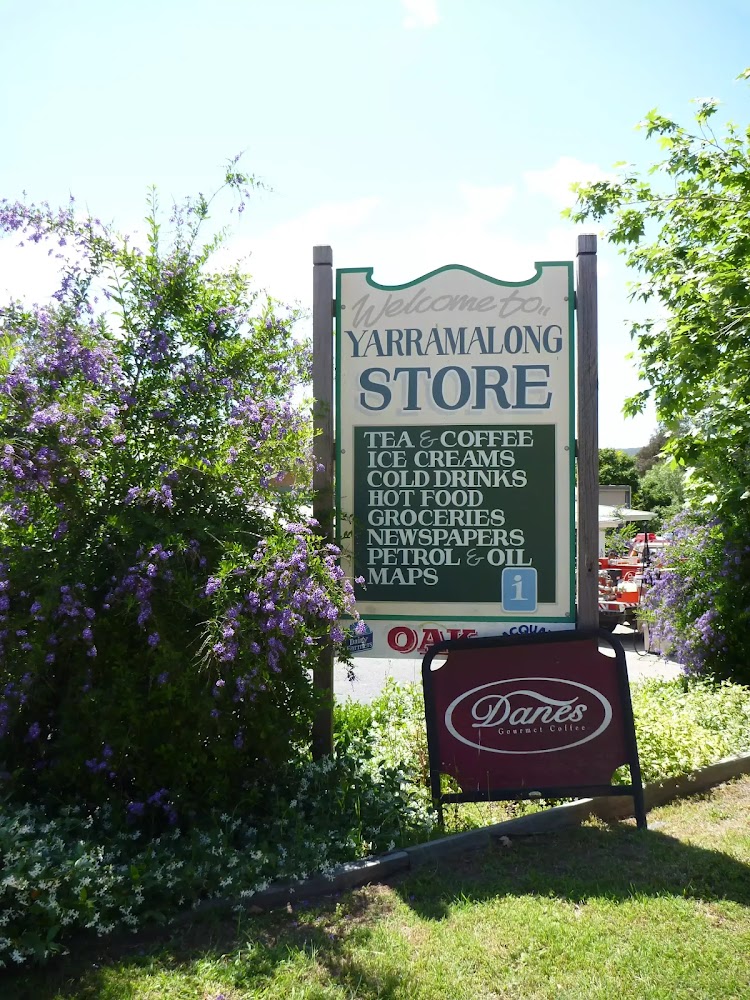 Welcome to..
YARRAMALONG
STORE
TEA & COFFEE
ICE CREAMS
COLD DRINKS
HOT FOOD
GROCERIES
NEWSPAPERS
PETROL & OIL
MAPS
i
OAK
Danes
Gourmet Coffee